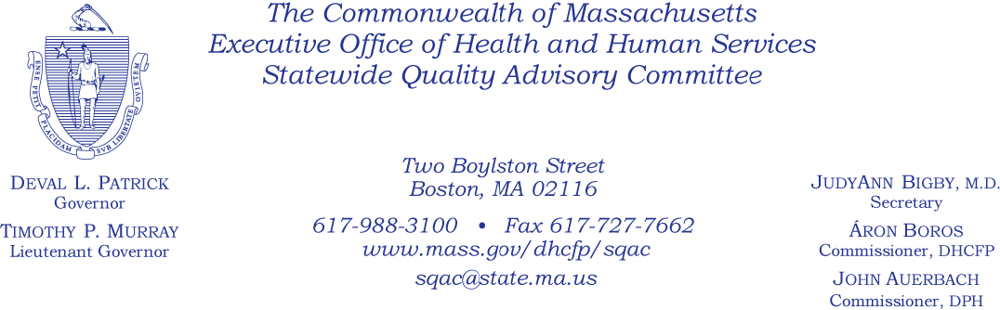 The Commonwealth of Massachusetts
Executive Office of Health and Human Services
Statewide Quality Advisory Committee
ENSE PETIT
PLACIDAM
SVB LIBERTATE
QVIETEM
Two Boylston Street
Boston, MA 02116
617-988-3100 • Fax 617-727-7662
www.mass.gov/dhcfp/sqac
sqac@state.ma.us
DEVAL L. PATRICK
Governor
TIMOTHY P. MURRAY
Lieutenant Governor
JUDYANN BIGBY, M.D.
Secretary
ÁRON BOROS
Commissioner, DHCFP
JOHN AUERBACH
Commissioner, DPH